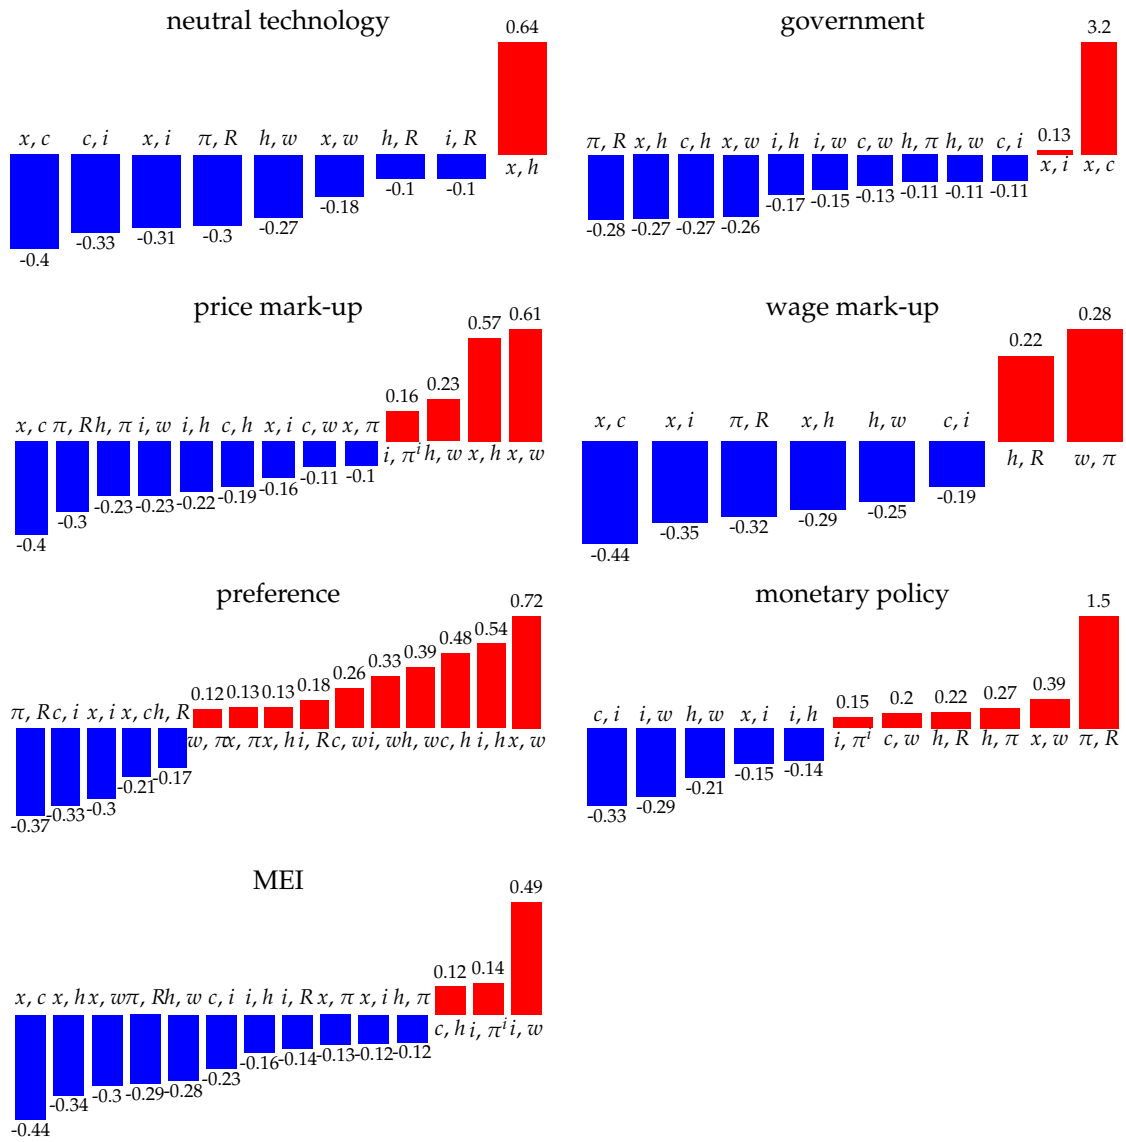 neutral technology
0.64
x, c c, i x, i π, R h, w x, w h, R i, R
x, h
-0.4 -0.33 -0.31 -0.3 -0.27 -0.18 -0.1 -0.1
government
3.2
0.13
π, R x, h c, h x, w i, h i, w c, w h, π h, w c, i
x, i x, c
-0.28 -0.27 -0.27 -0.26 -0.17 -0.15 -0.13 -0.11 -0.11 -0.11
price mark-up
0.16 0.23 0.57 0.61
x, c π, R h, π i, w i, h c, h x, i c, w x, π
i, πⁱ h, w x, h x, w
-0.4 -0.3 -0.23 -0.23 -0.22 -0.19 -0.16 -0.11 -0.1
wage mark-up
0.22 0.28
x, c x, i π, R x, h h, w c, i
h, R w, π
-0.44 -0.35 -0.32 -0.29 -0.25 -0.19
preference
0.12 0.13 0.13 0.18 0.26 0.33 0.39 0.48 0.54 0.72
π, R c, i x, i x, c h, R
w, π x, π x, h i, R c, w i, w h, w c, h i, h x, w
-0.37 -0.33 -0.3 -0.21 -0.17
monetary policy
0.15 0.2 0.22 0.27 0.39 1.5
c, i i, w h, w x, i i, h
i, πⁱ c, w h, R h, π x, w π, R
-0.33 -0.29 -0.21 -0.15 -0.14
MEI
0.12 0.14 0.49
x, c x, h x, w π, R h, w c, i i, h i, R x, π x, i h, π
c, h i, πⁱ i, w
-0.44 -0.34 -0.3 -0.29 -0.28 -0.23 -0.16 -0.14 -0.13 -0.12 -0.12